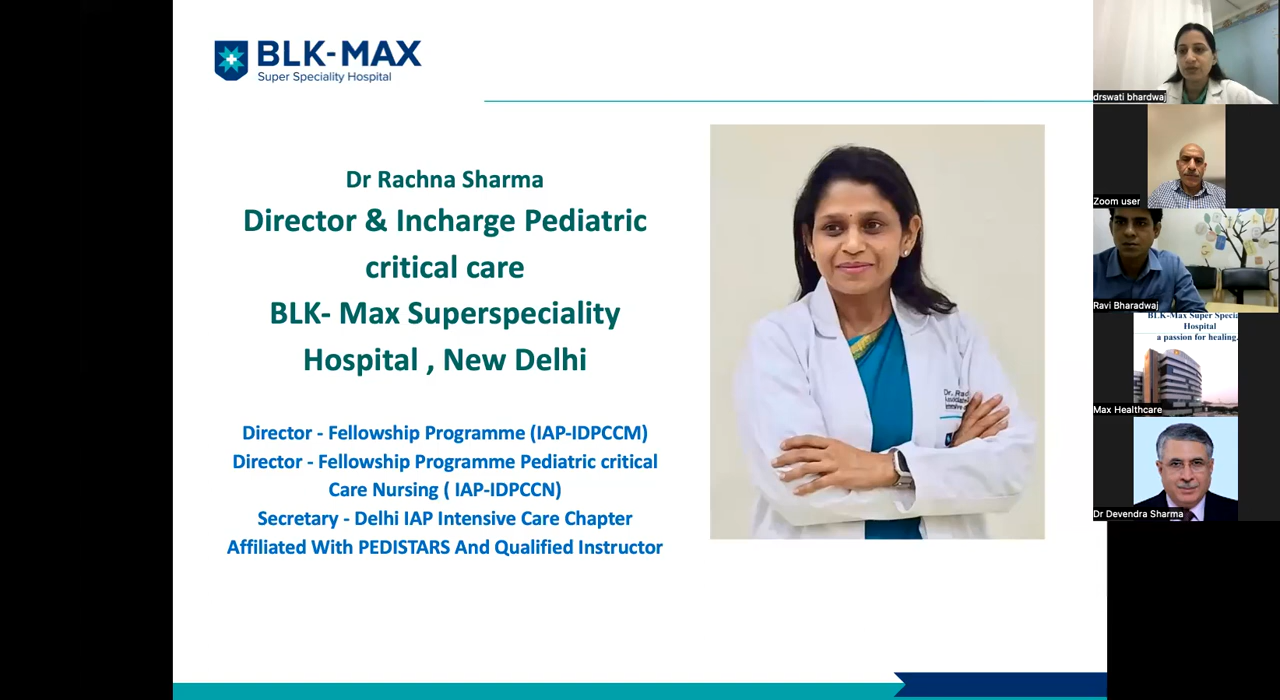 BLK-MAX
Super Speciality Hospital
Dr Rachna Sharma
Director & Incharge Pediatric
critical care
BLK- Max Superspeciality
Hospital , New Delhi
Director - Fellowship Programme (IAP-IDPCCM)
Director - Fellowship Programme Pediatric critical
Care Nursing ( IAP-IDPCCN)
Secretary - Delhi IAP Intensive Care Chapter
Affiliated With PEDISTARS And Qualified Instructor
drswati bhardwaj
Zoom user
Ravi Bharadwaj
BLK-Max Super Specia
Hospital
a passion for healing.
Max Healthcare
Dr Devendra Sharma